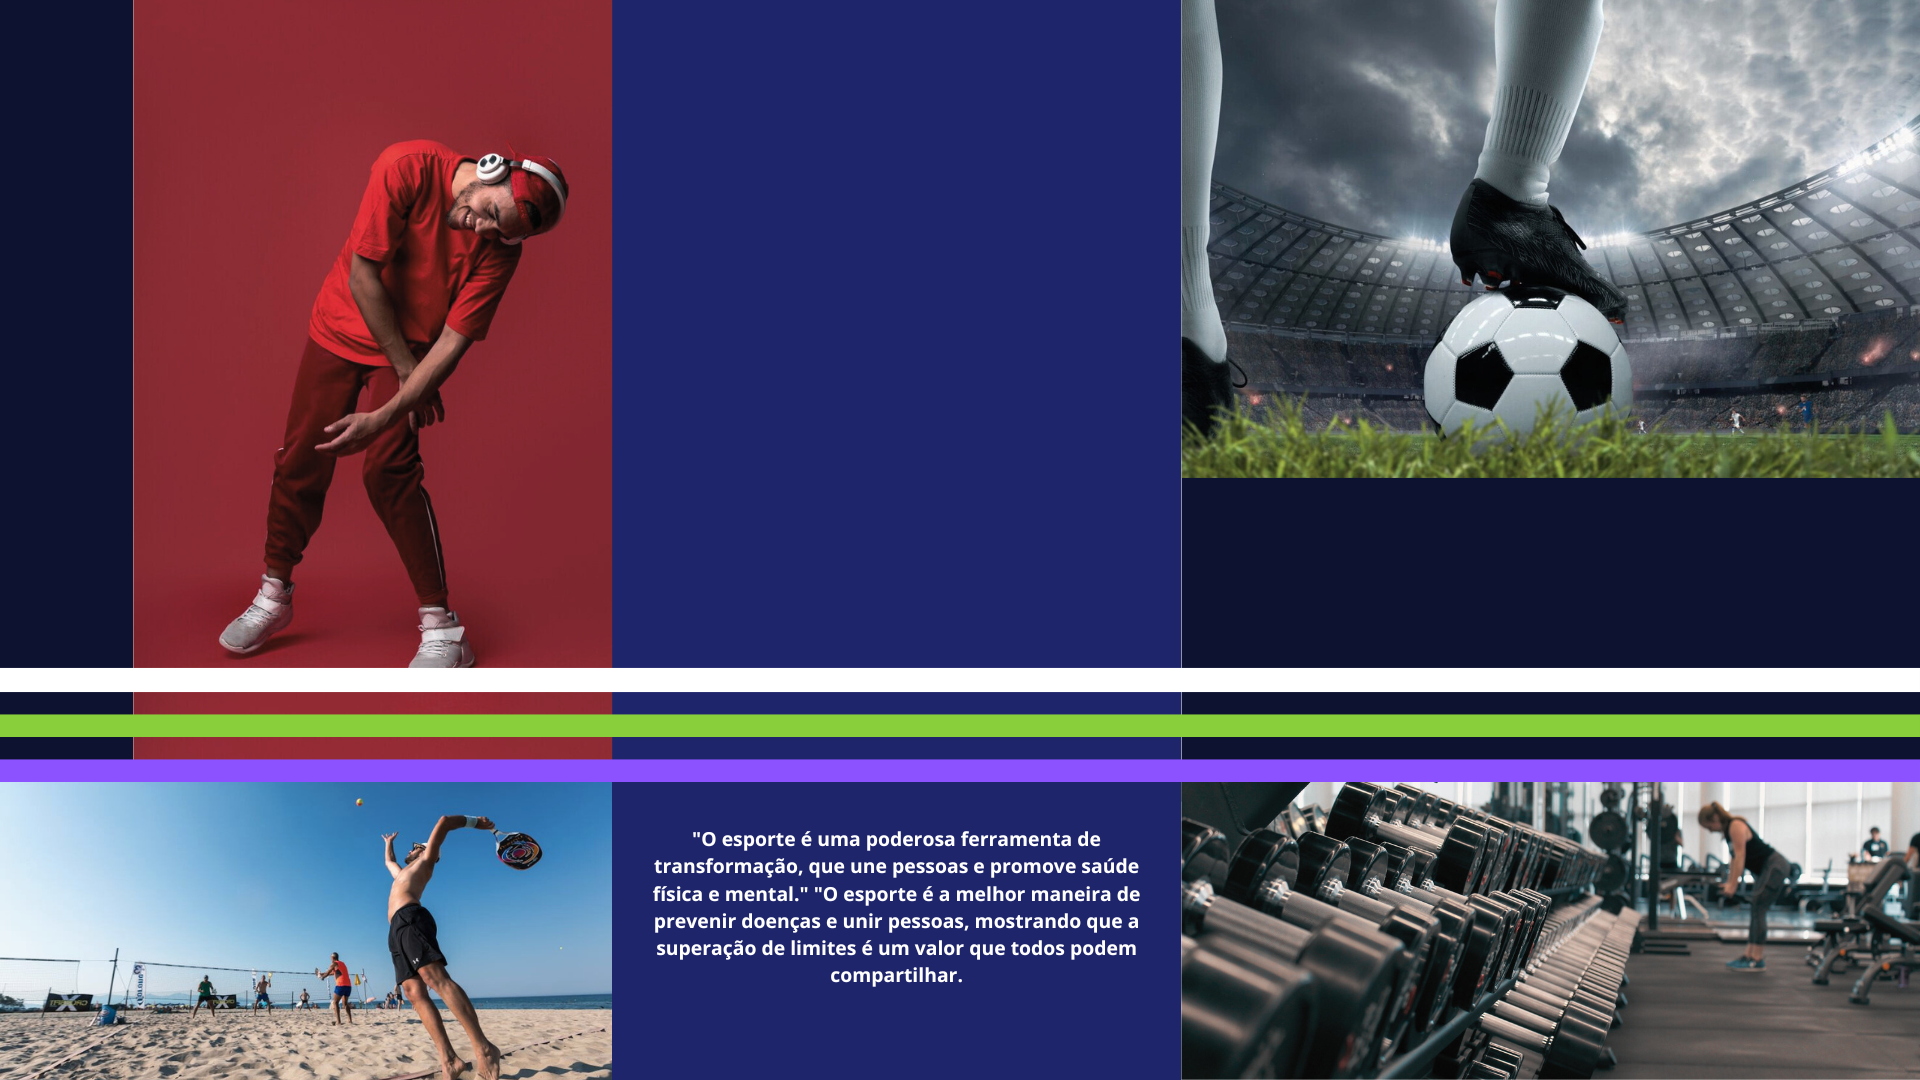 "O esporte é uma poderosa ferramenta de
transformação, que une pessoas e promove saúde
física e mental." "O esporte é a melhor maneira de
prevenir doenças e unir pessoas, mostrando que a
superação de limites é um valor que todos podem
compartilhar.